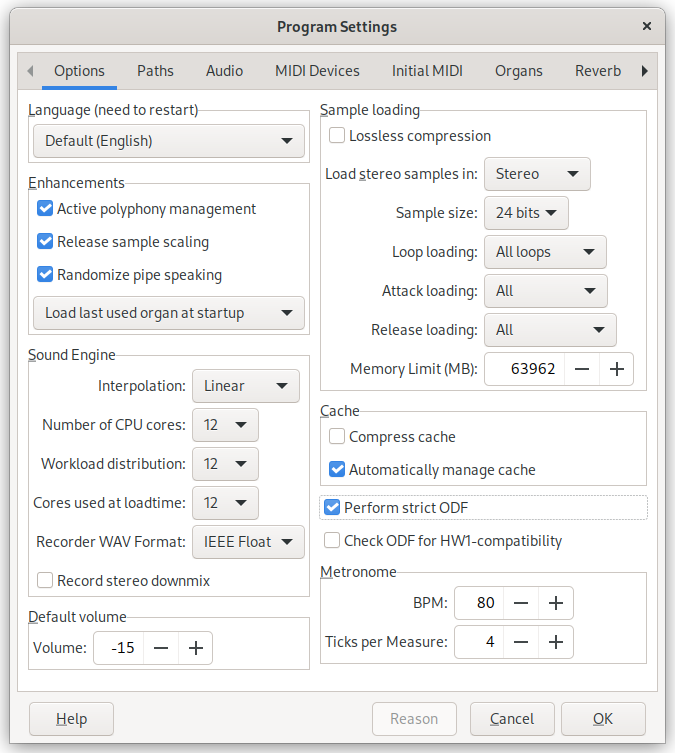 Program Settings
Options Paths Audio MIDI Devices Initial MIDI Organs Reverb
Language (need to restart)
Default (English)
Enhancements
Active polyphony management
Release sample scaling
Randomize pipe speaking
Load last used organ at startup
Sound Engine
Interpolation: Linear
Number of CPU cores: 12
Workload distribution: 12
Cores used at loadtime: 12
Recorder WAV Format: IEEE Float
Record stereo downmix
Default volume
Volume: -15
Sample loading
Lossless compression
Load stereo samples in: Stereo
Sample size: 24 bits
Loop loading: All loops
Attack loading: All
Release loading: All
Memory Limit (MB): 63962
Cache
Compress cache
Automatically manage cache
Perform strict ODF
Check ODF for HW1-compatibility
Metronome
BPM: 80
Ticks per Measure: 4
Help Reason Cancel OK